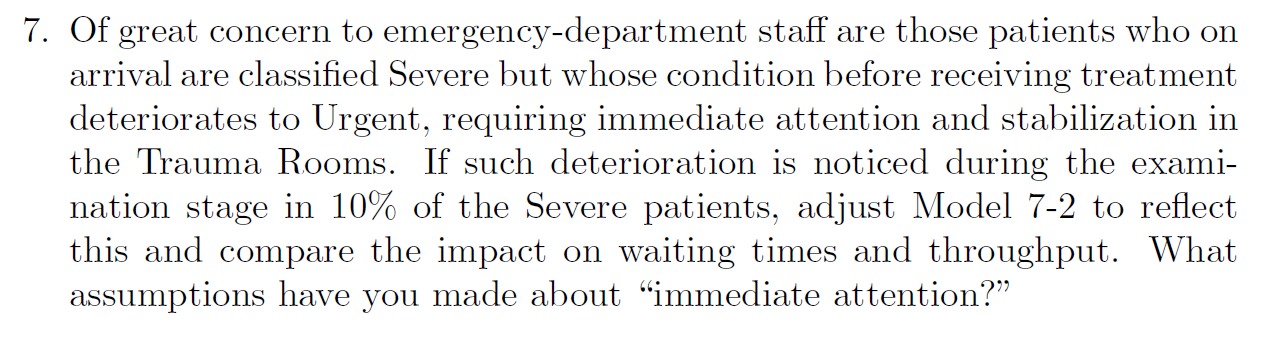 7. Of great concern to emergency-department staff are those patients who on
arrival are classified Severe but whose condition before receiving treatment
deteriorates to Urgent, requiring immediate attention and stabilization in
the Trauma Rooms. If such deterioration is noticed during the exami-
nation stage in 10% of the Severe patients, adjust Model 7-2 to reflect
this and compare the impact on waiting times and throughput. What
assumptions have you made about “immediate attention?”